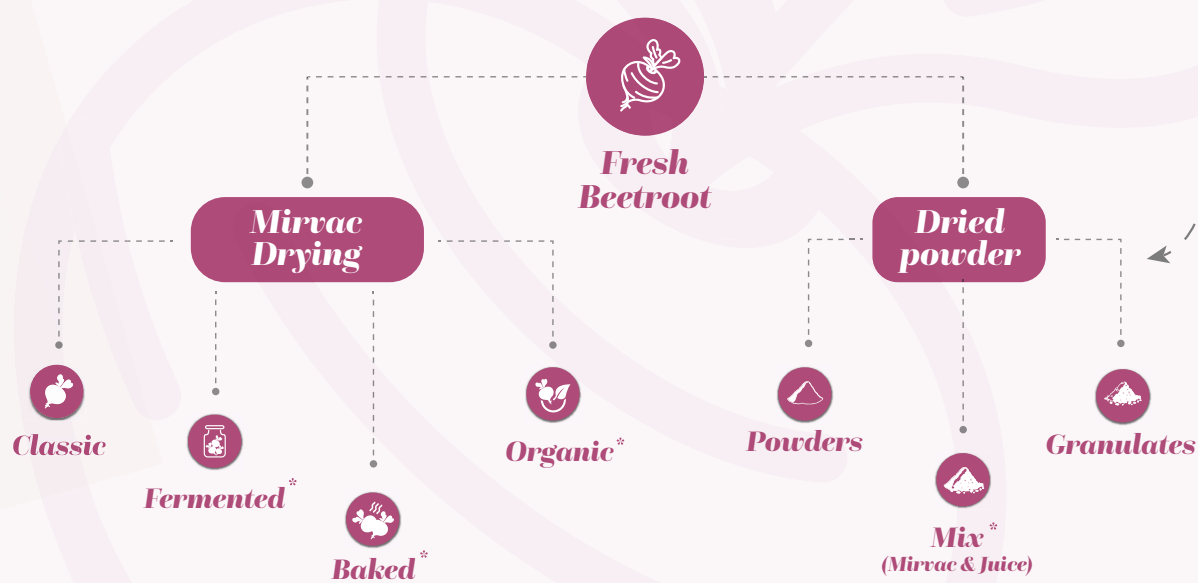 Fresh
Beetroot
Mirvac
Drying
Dried
powder
Classic
Fermented*
Baked*
Organic*
Powders
Mix*
(Mirvac & Juice)
Granulates